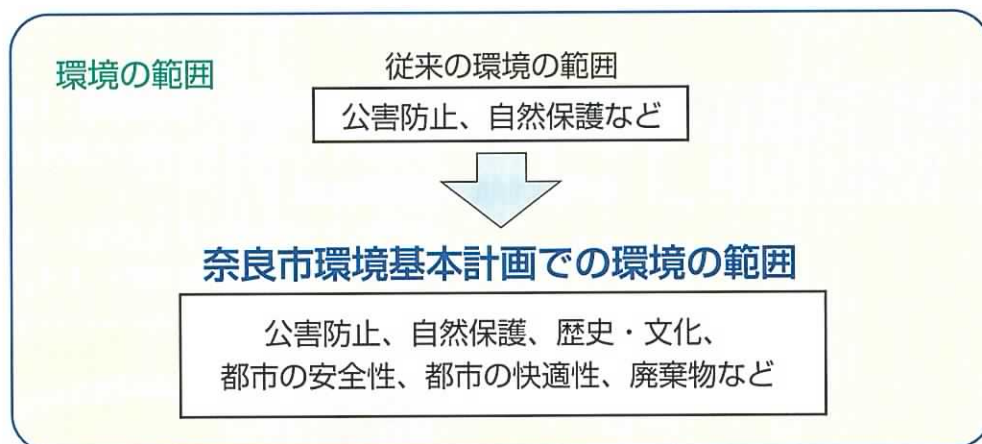 環境の範囲
従来の環境の範囲
公害防止、自然保護など
奈良市環境基本計画での環境の範囲
公害防止、自然保護、歴史・文化、
都市の安全性、都市の快適性、廃棄物など